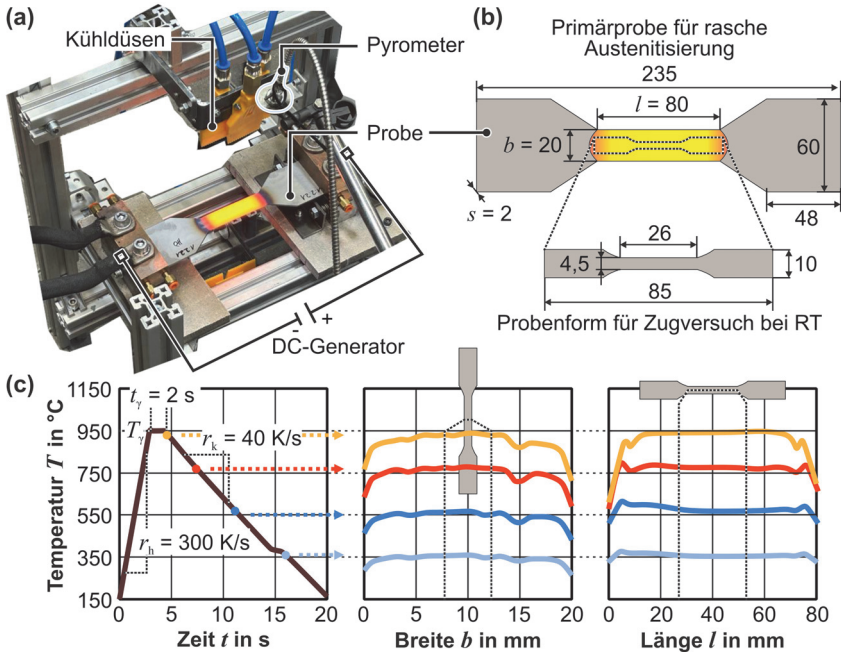 (a)
Kühldüsen
Pyrometer
Probe
- +
DC-Generator
(b)
Primärprobe für rasche
Austenitisierung
235
l = 80
b = 20
60
s = 2
48
26
4,5
10
85
Probenform für Zugversuch bei RT
(c)
Temperatur T in °C
1150
950
750
550
350
150
tγ = 2 s
Tγ
rk = 40 K/s
rh = 300 K/s
0 5 10 15 20
Zeit t in s
0 5 10 15 20
Breite b in mm
0 20 40 60 80
Länge l in mm